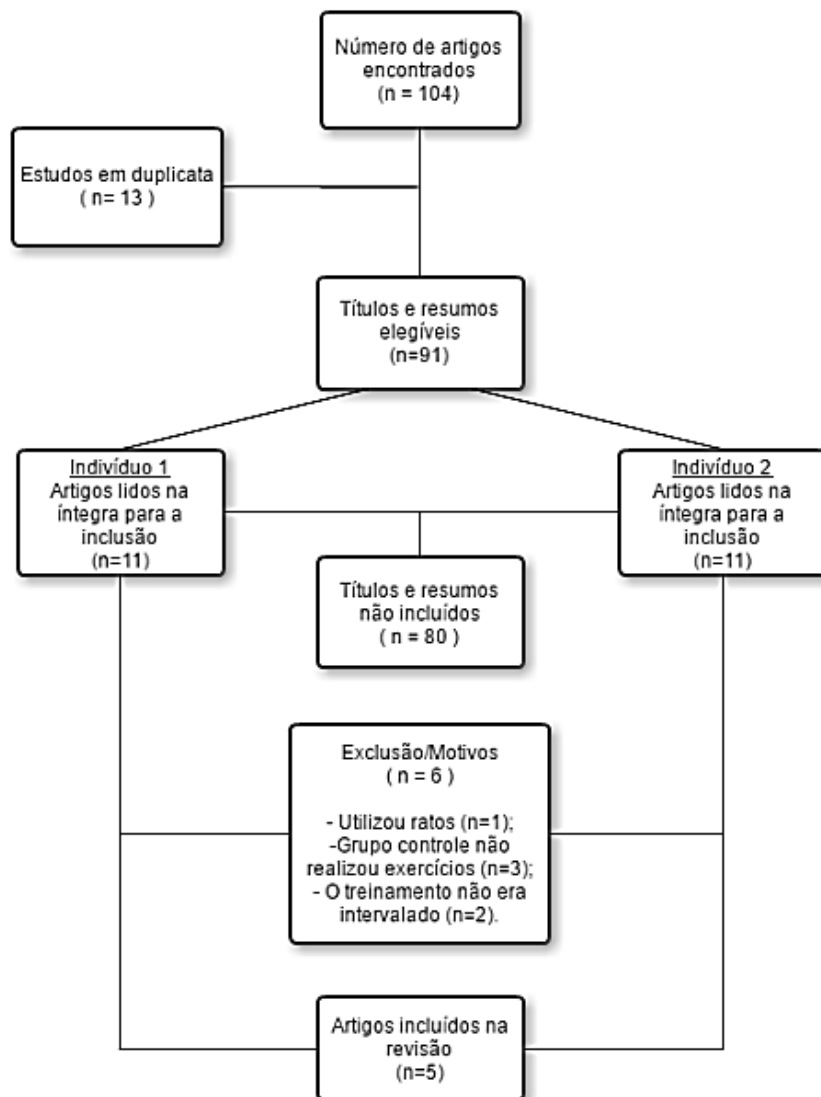 Número de artigos
encontrados
(n = 104)
Estudos em duplicata
( n= 13 )
Títulos e resumos
elegíveis
(n=91)
Indivíduo 1
Artigos lidos na
íntegra para a
inclusão
(n=11)
Indivíduo 2
Artigos lidos na
íntegra para a
inclusão
(n=11)
Títulos e resumos
não incluídos
( n = 80 )
Exclusão/Motivos
( n = 6 )
- Utilizou ratos (n=1);
-Grupo controle não
realizou exercícios (n=3);
- O treinamento não era
intervalado (n=2).
Artigos incluídos na
revisão
(n=5)